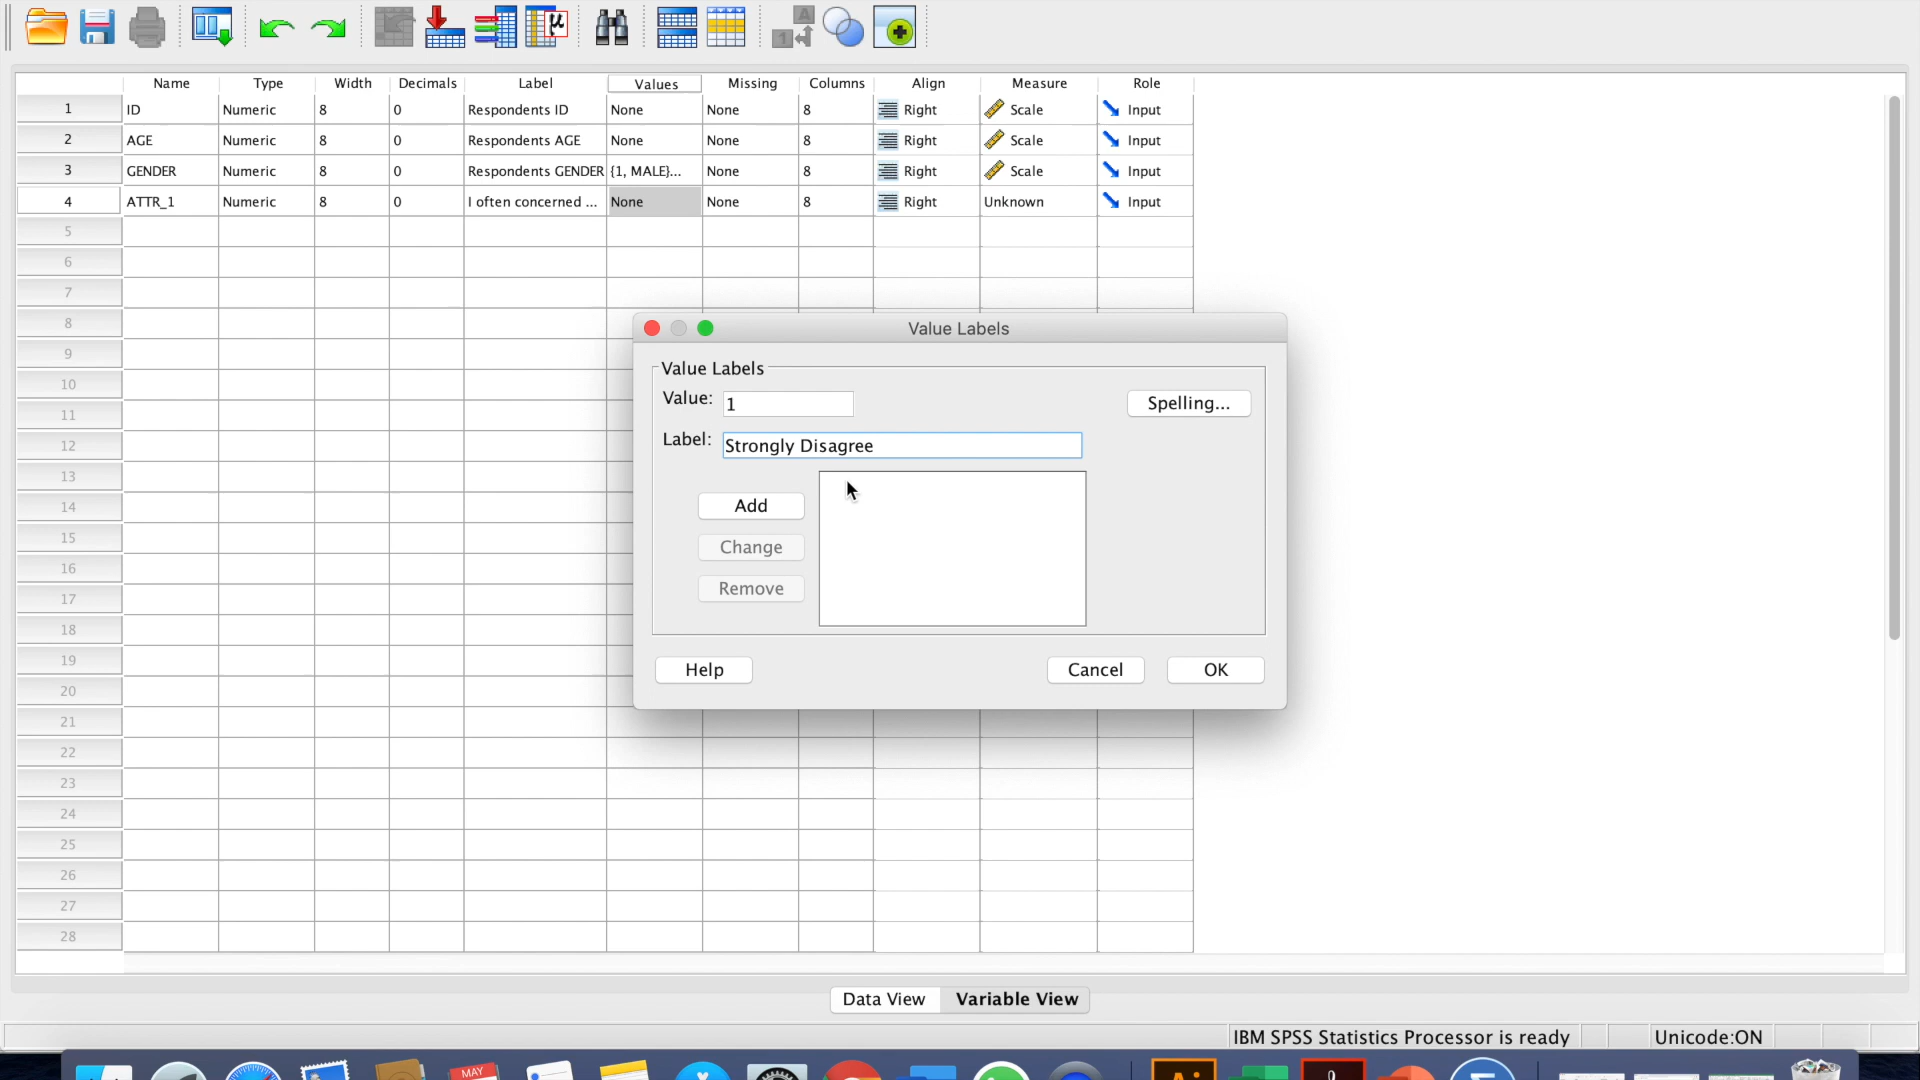 Name Type Width Decimals Label Values Missing Columns Align Measure Role
1 ID Numeric 8 0 Respondents ID None None 8 Right Scale Input
2 AGE Numeric 8 0 Respondents AGE None None 8 Right Scale Input
3 GENDER Numeric 8 0 Respondents GENDER {1, MALE}... None 8 Right Scale Input
4 ATTR_1 Numeric 8 0 I often concerned ... None None 8 Right Unknown Input
5
6
7
8
9
10
11
12
13
14
15
16
17
18
19
20
21
22
23
24
25
26
27
28
Value Labels
Value Labels
Value: 1 Spelling...
Label: Strongly Disagree
Add
Change
Remove
Help Cancel OK
Data View Variable View
IBM SPSS Statistics Processor is ready Unicode:ON
MAY